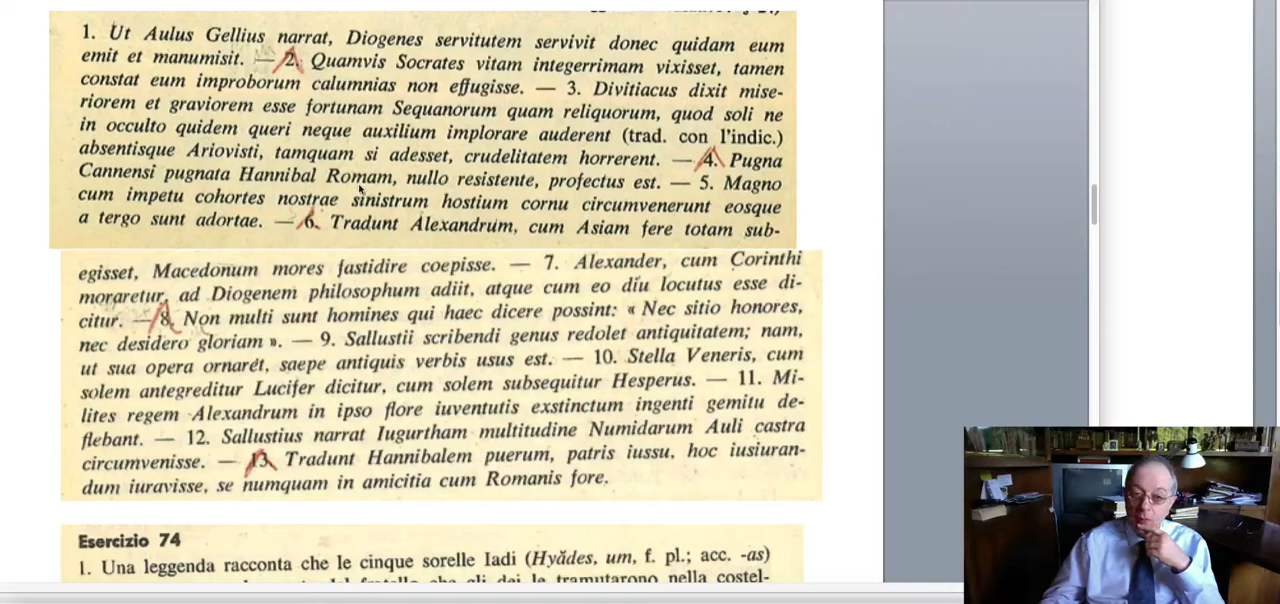 1. Ut Aulus Gellius narrat, Diogenes servitutem servivit donec quidam eum
emit et manumisit. — 2. Quamvis Socrates vitam integerrimam vixisset, tamen
constat eum improborum calumnias non effugisse. — 3. Divitiacus dixit mise-
riorem et graviorem esse fortunam Sequanorum quam reliquorum, quod soli ne
in occulto quidem queri neque auxilium implorare auderent (trad. con l'indic.)
absentisque Ariovisti, tamquam si adesset, crudelitatem horrerent. — 4. Pugna
Cannensi pugnata Hannibal Romam, nullo resistente, profectus est. — 5. Magno
cum impetu cohortes nostrae sinistrum hostium cornu circumvenerunt eosque
a tergo sunt adortae. — 6. Tradunt Alexandrum, cum Asiam fere totam sub-
egisset, Macedonum mores fastidire coepisse. — 7. Alexander, cum Corinthi
moraretur, ad Diogenem philosophum adiit, atque cum eo diu locutus esse di-
citur. — 8. Non multi sunt homines qui haec dicere possint: « Nec sitio honores,
nec desidero gloriam ». — 9. Sallustii scribendi genus redolet antiquitatem; nam,
ut sua opera ornaret, saepe antiquis verbis usus est. — 10. Stella Veneris, cum
solem antegreditur Lucifer dicitur, cum solem subsequitur Hesperus. — 11. Mi-
lites regem Alexandrum in ipso flore iuventutis exstinctum ingenti gemitu de-
flebant. — 12. Sallustius narrat Iugurtham multitudine Numidarum Auli castra
circumvenisse. — 13. Tradunt Hannibalem puerum, patris iussu, hoc iusiuran-
dum iuravisse, se numquam in amicitia cum Romanis fore.
Esercizio 74
1. Una leggenda racconta che le cinque sorelle Iadi (Hyădes, um, f. pl.; acc. -as)